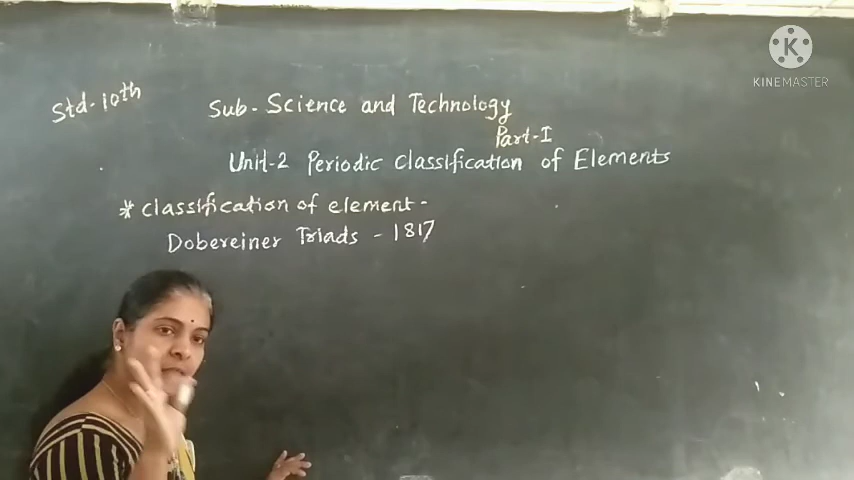 Std-10th
Sub- Science and Technology
Part-I
Unit-2 Periodic classification of Elements
* classification of element -
Dobereiner Triads - 1817
K
KINEMASTER